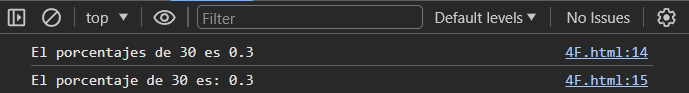 top Filter Default levels No Issues
El porcentajes de 30 es 0.3 4F.html:14
El porcentaje de 30 es: 0.3 4F.html:15